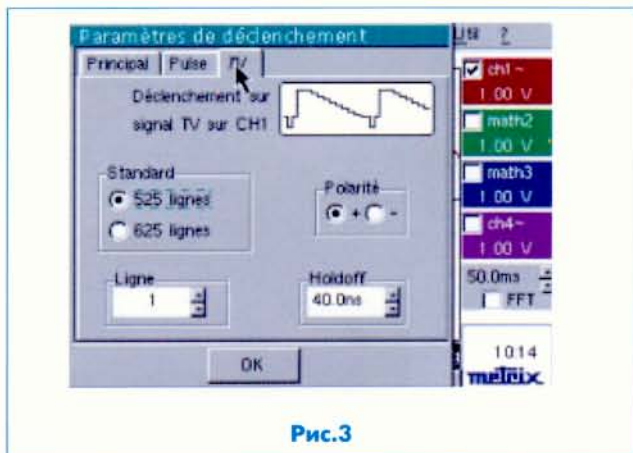 Paramètres de déclenchement
Principal Pulse TV
Déclenchement sur
signal TV sur CH1
Standard
525 lignes
625 lignes
Polarité
+ -
Ligne
1
Holdoff
40.0ns
OK
Util ?
ch1~
1.00 V
math2
1.00 V
math3
1.00 V
ch4~
1.00 V
50.0ms
FFT
10:14
metrix
Рис.3